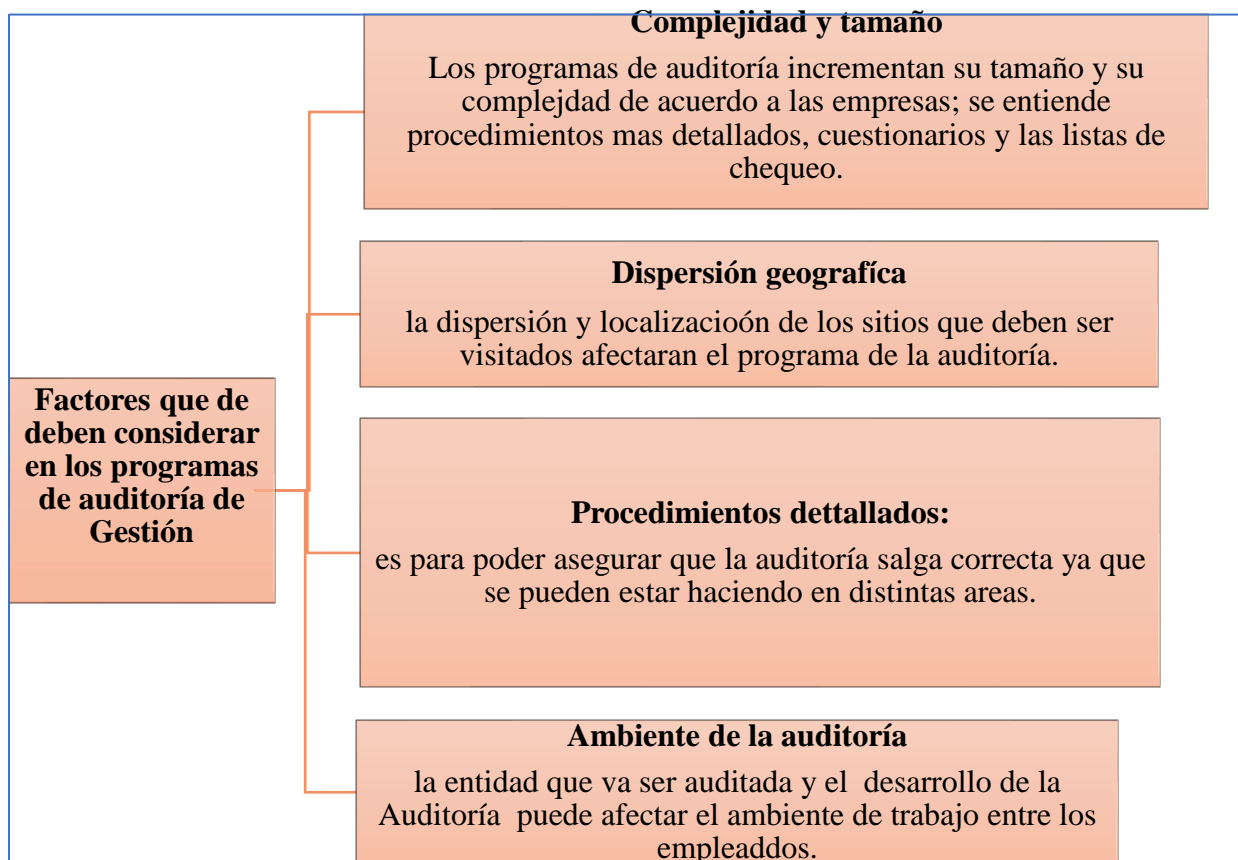 Complejidad y tamaño
Los programas de auditoría incrementan su tamaño y su
complejdad de acuerdo a las empresas; se entiende
procedimientos mas detallados, cuestionarios y las listas de
chequeo.
Dispersión geografíca
la dispersión y localizacioón de los sitios que deben ser
visitados afectaran el programa de la auditoría.
Factores que de
deben considerar
en los programas
de auditoría de
Gestión
Procedimientos dettallados:
es para poder asegurar que la auditoría salga correcta ya que
se pueden estar haciendo en distintas areas.
Ambiente de la auditoría
la entidad que va ser auditada y el desarrollo de la
Auditoría puede afectar el ambiente de trabajo entre los
empleaddos.